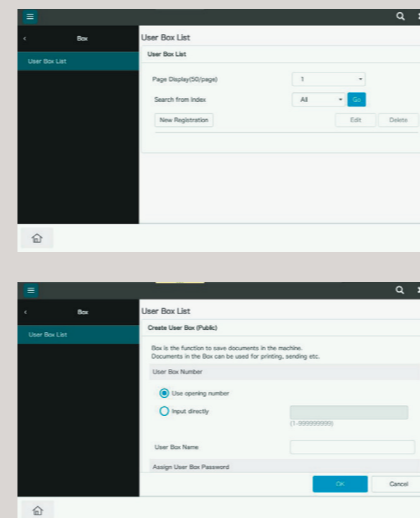 Box
User Box List
User Box List
User Box List
Page Display(50/page)
1
Search from Index
All
Go
New Registration
Edit
Delete
Box
User Box List
User Box List
Create User Box (Public)
Box is the function to save documents in the machine.
Documents in the Box can be used for printing, sending etc.
User Box Number
Use opening number
Input directly
(1-999999999)
User Box Name
Assign User Box Password
OK
Cancel